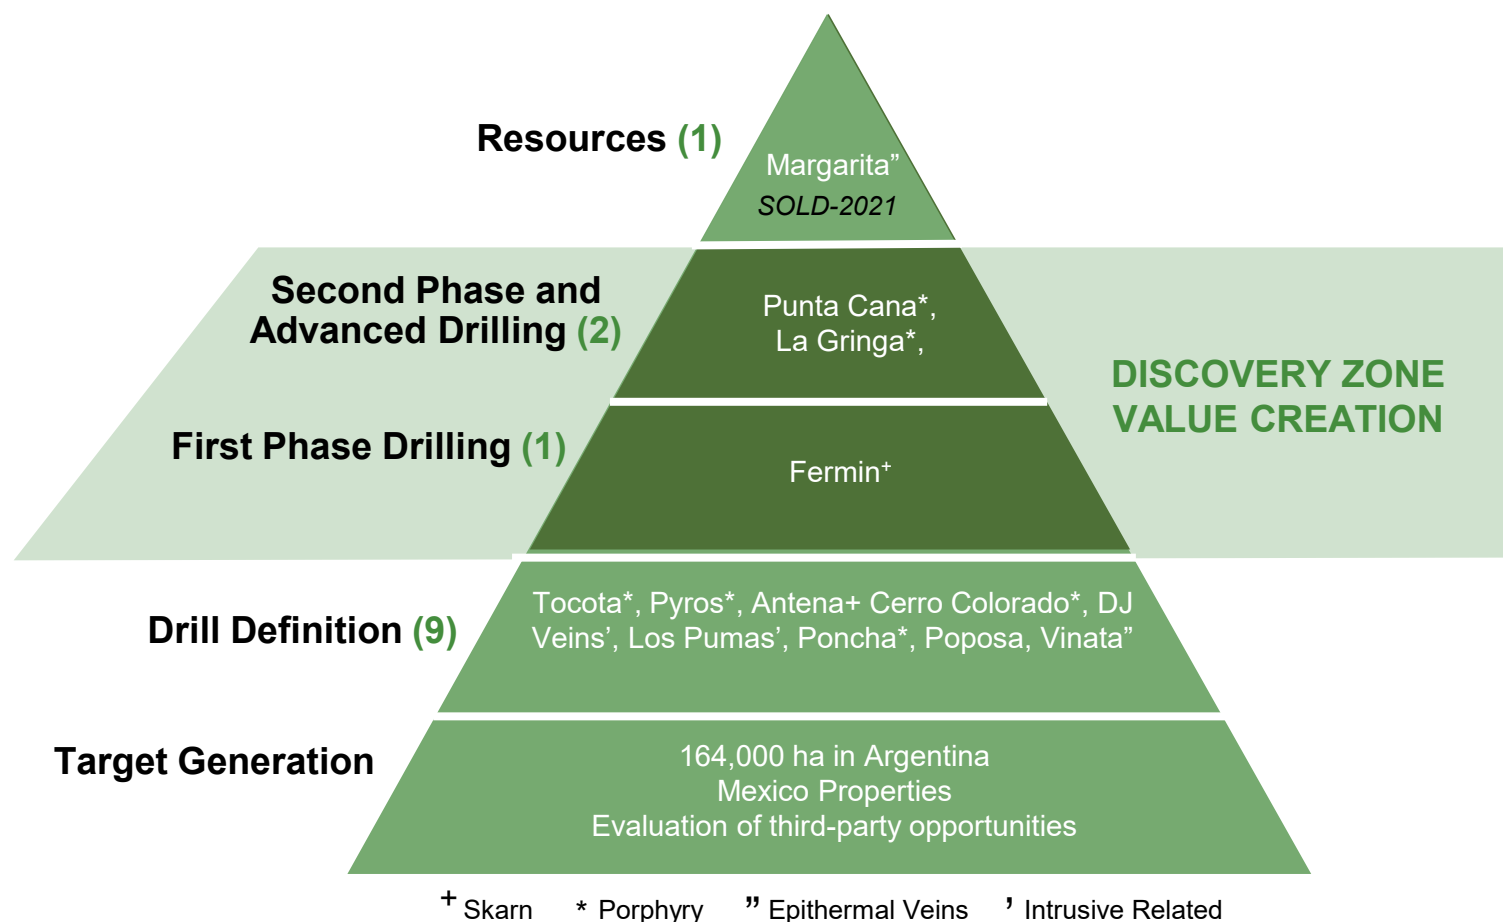 Resources (1)
Margarita”
SOLD-2021
Second Phase and
Advanced Drilling (2)
Punta Cana*,
La Gringa*,
DISCOVERY ZONE
VALUE CREATION
First Phase Drilling (1)
Fermin⁺
Drill Definition (9)
Tocota*, Pyros*, Antena+ Cerro Colorado*, DJ
Veins’, Los Pumas’, Poncha*, Poposa, Vinata”
Target Generation
164,000 ha in Argentina
Mexico Properties
Evaluation of third-party opportunities
+ Skarn * Porphyry ” Epithermal Veins ’ Intrusive Related